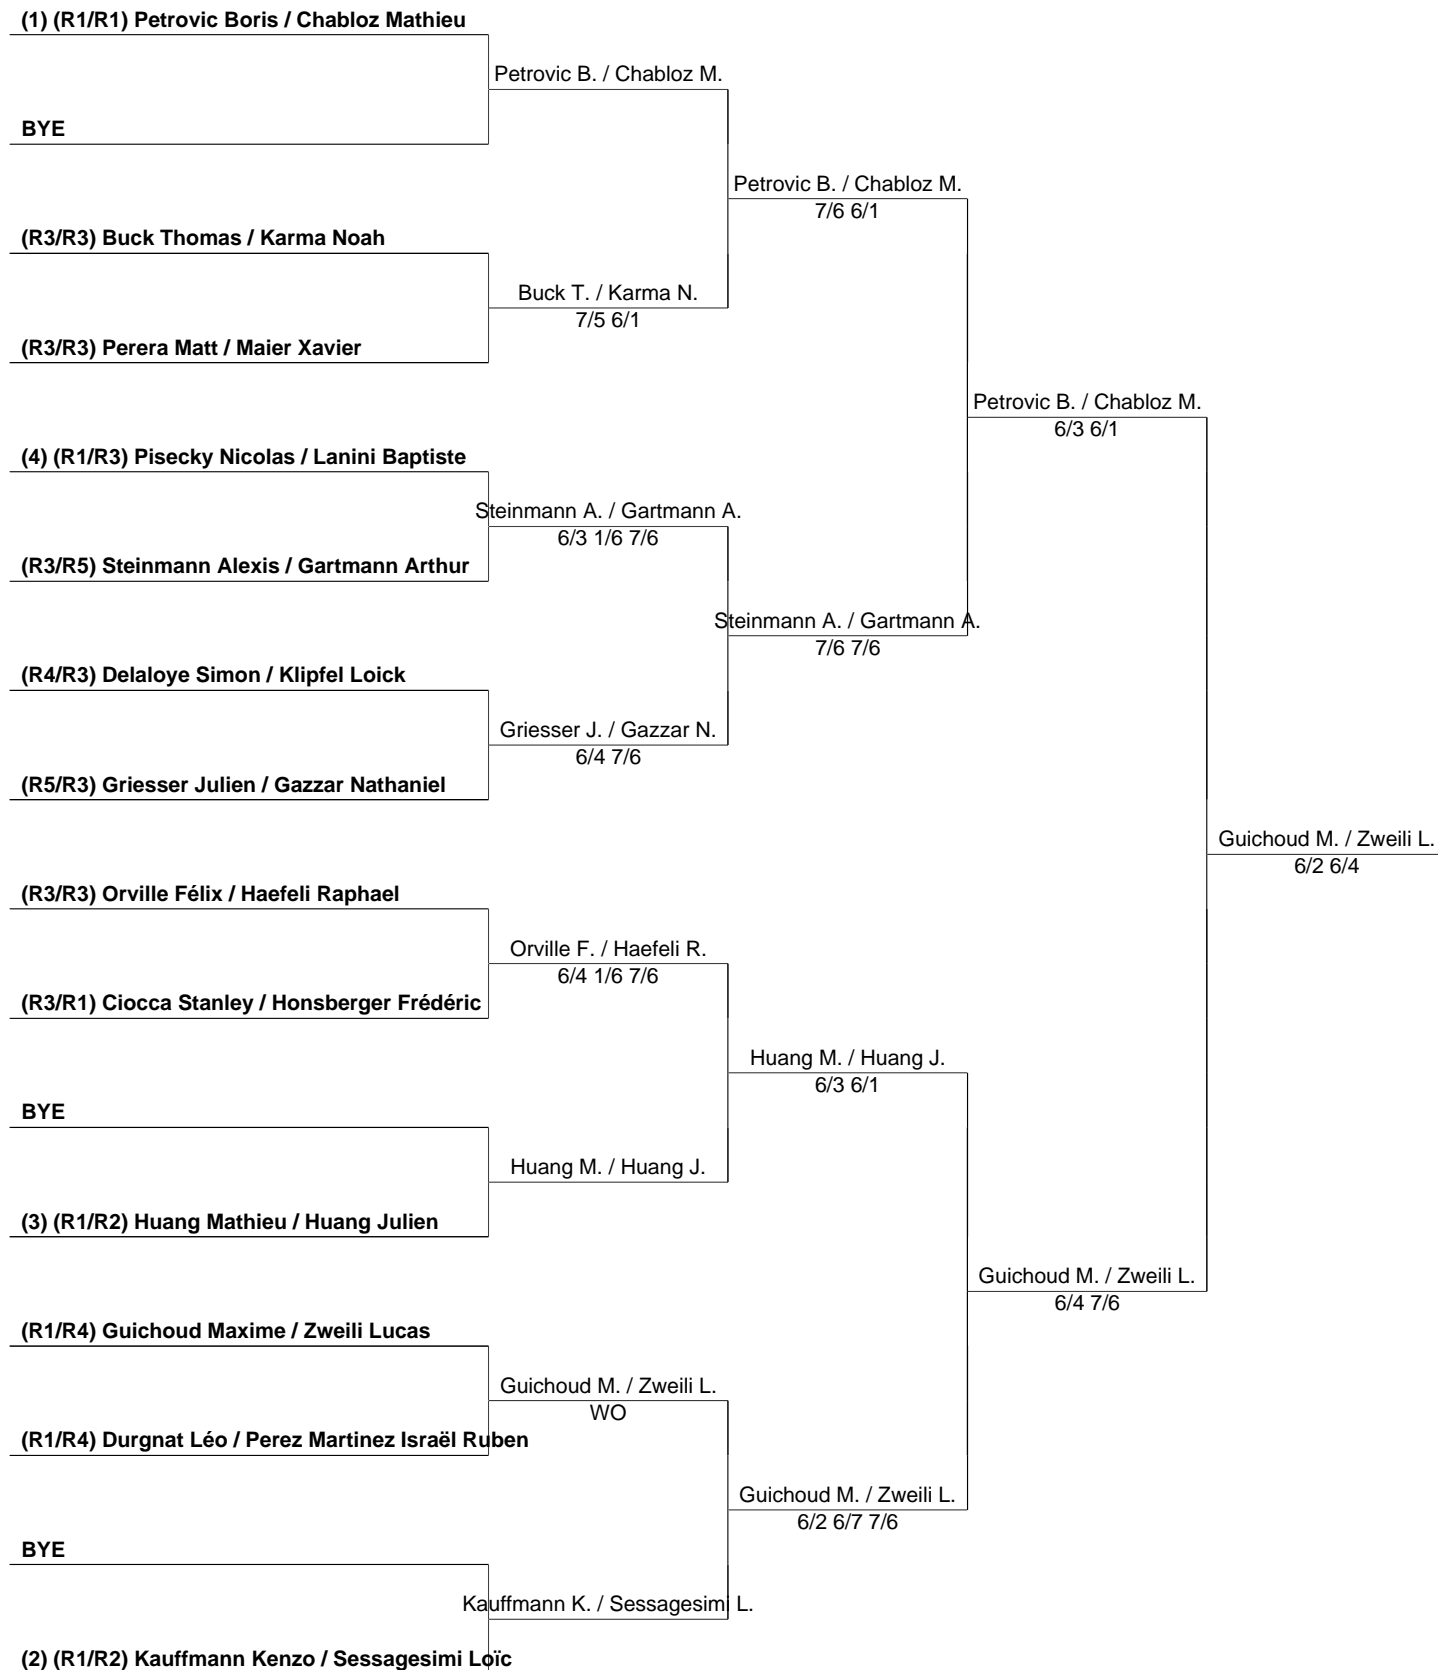 (1) (R1/R1) Petrovic Boris / Chabloz Mathieu
Petrovic B. / Chabloz M.
BYE
Petrovic B. / Chabloz M.
7/6 6/1
(R3/R3) Buck Thomas / Karma Noah
Buck T. / Karma N.
7/5 6/1
(R3/R3) Perera Matt / Maier Xavier
Petrovic B. / Chabloz M.
6/3 6/1
(4) (R1/R3) Pisecky Nicolas / Lanini Baptiste
Steinmann A. / Gartmann A.
6/3 1/6 7/6
(R3/R5) Steinmann Alexis / Gartmann Arthur
Steinmann A. / Gartmann A.
7/6 7/6
(R4/R3) Delaloye Simon / Klipfel Loick
Griesser J. / Gazzar N.
6/4 7/6
(R5/R3) Griesser Julien / Gazzar Nathaniel
Guichoud M. / Zweili L.
6/2 6/4
(R3/R3) Orville Félix / Haefeli Raphael
Orville F. / Haefeli R.
6/4 1/6 7/6
(R3/R1) Ciocca Stanley / Honsberger Frédéric
Huang M. / Huang J.
6/3 6/1
BYE
Huang M. / Huang J.
(3) (R1/R2) Huang Mathieu / Huang Julien
Guichoud M. / Zweili L.
6/4 7/6
(R1/R4) Guichoud Maxime / Zweili Lucas
Guichoud M. / Zweili L.
WO
(R1/R4) Durgnat Léo / Perez Martinez Israël Ruben
Guichoud M. / Zweili L.
6/2 6/7 7/6
BYE
Kauffmann K. / Sessagesimi L.
(2) (R1/R2) Kauffmann Kenzo / Sessagesimi Loïc